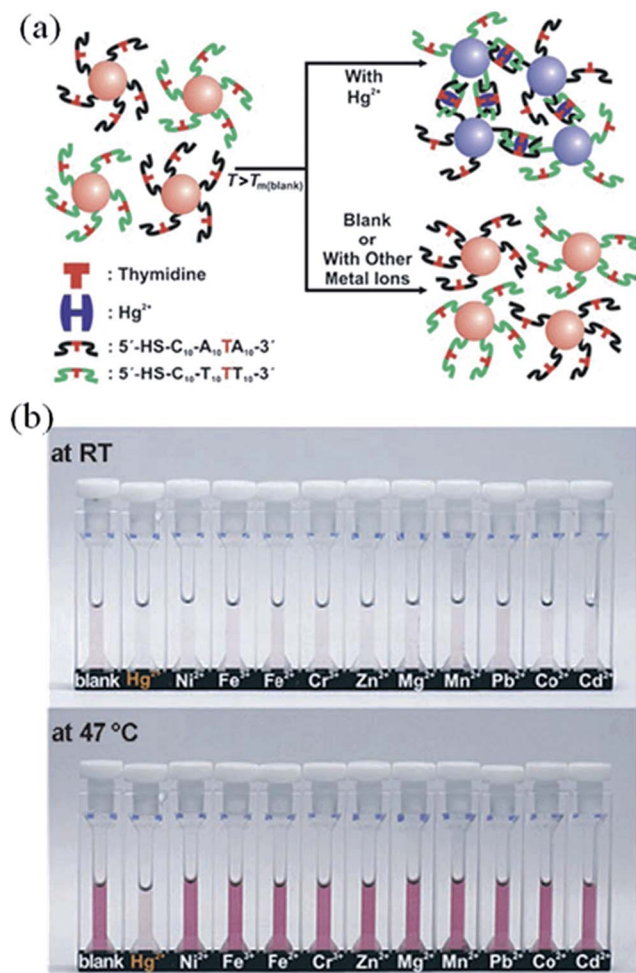 (a)
With
Hg²⁺
T>Tm(blank)
Blank
or
With Other
Metal Ions
: Thymidine
: Hg²⁺
: 5´-HS-C₁₀-A₁₀TA₁₀-3´
: 5´-HS-C₁₀-T₁₀TT₁₀-3´
(b)
at RT
blank Hg²⁺ Ni²⁺ Fe³⁺ Fe²⁺ Cr³⁺ Zn²⁺ Mg²⁺ Mn²⁺ Pb²⁺ Co²⁺ Cd²⁺
at 47 °C
blank Hg²⁺ Ni²⁺ Fe³⁺ Fe²⁺ Cr³⁺ Zn²⁺ Mg²⁺ Mn²⁺ Pb²⁺ Co²⁺ Cd²⁺